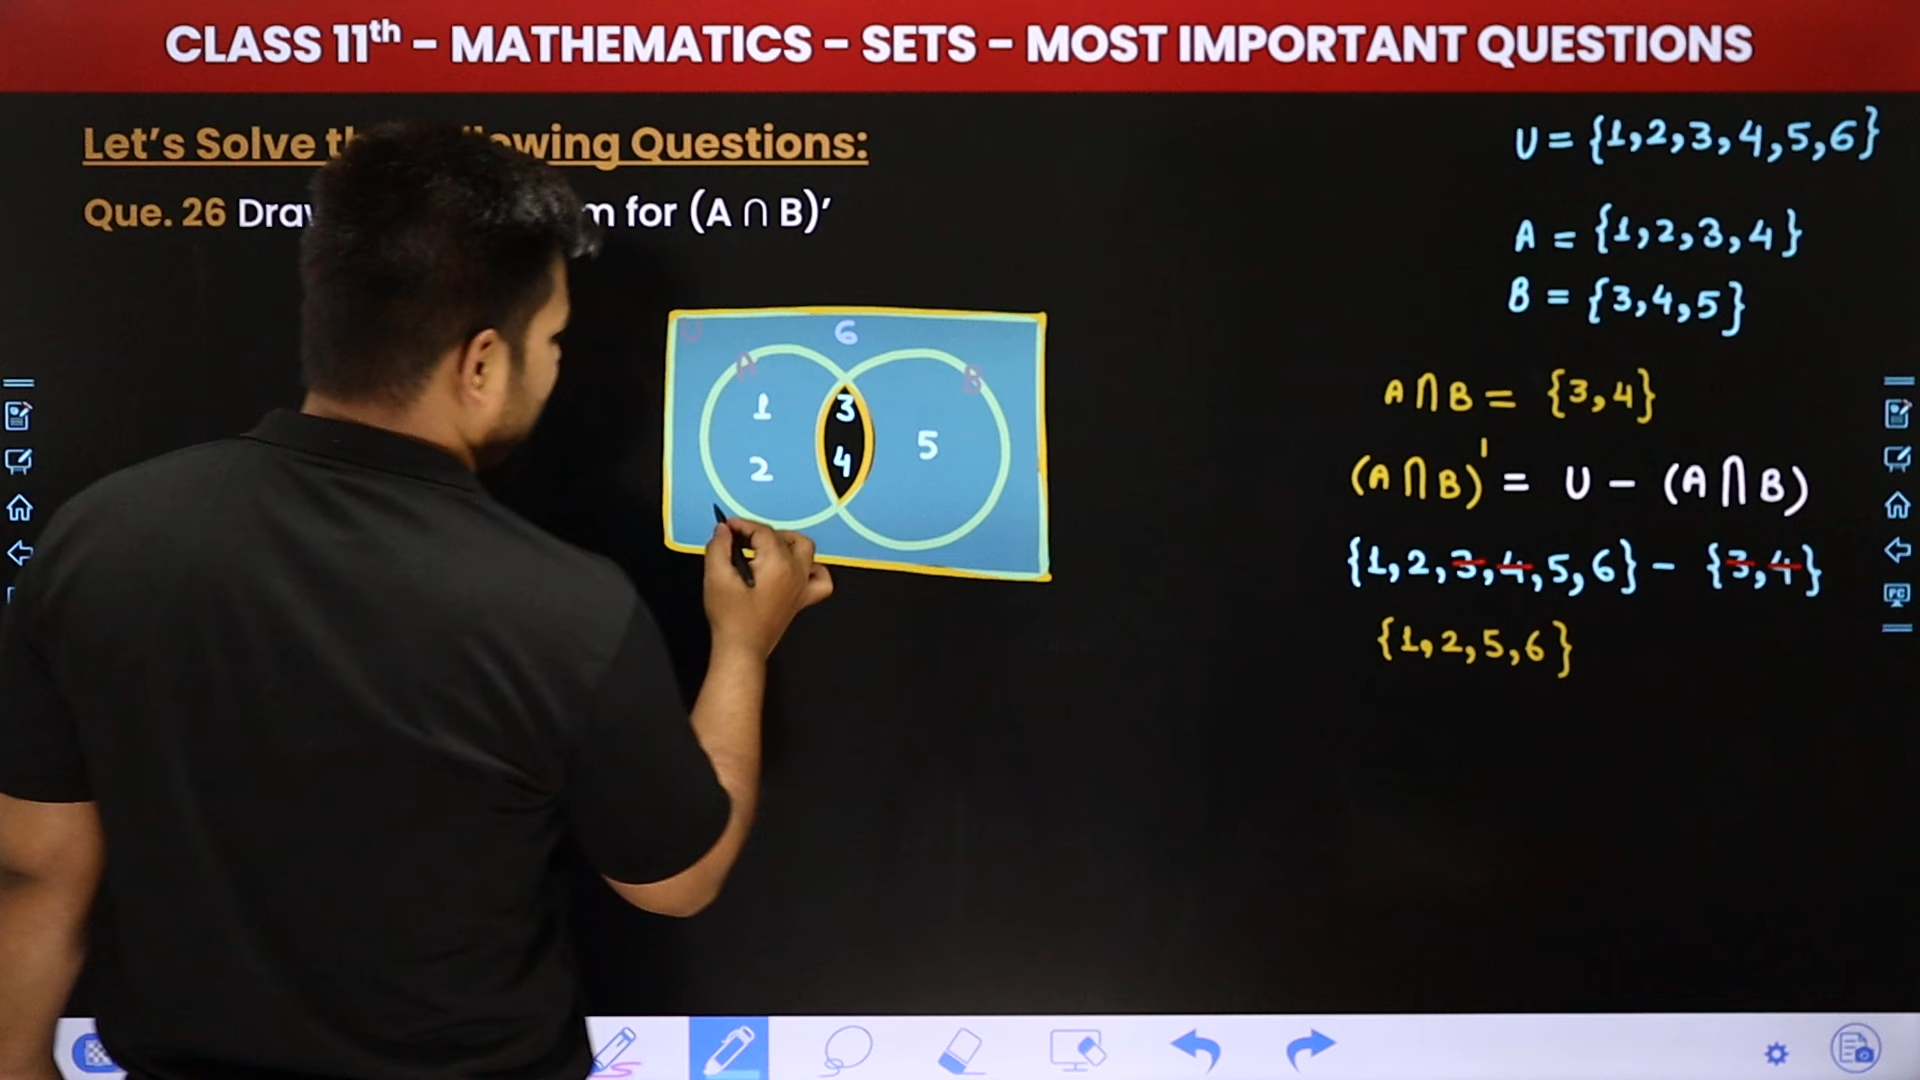 CLASS 11th – MATHEMATICS – SETS – MOST IMPORTANT QUESTIONS
Let's Solve Questions:
Que. 26 for (A ∩ B)′
U
6
A
B
1 3
5
2 4
U = {1,2,3,4,5,6}
A = {1,2,3,4}
B = {3,4,5}
A∩B = {3,4}
(A∩B)' = U - (A∩B)
{1,2,3,4,5,6} - {3,4}
{1,2,5,6}